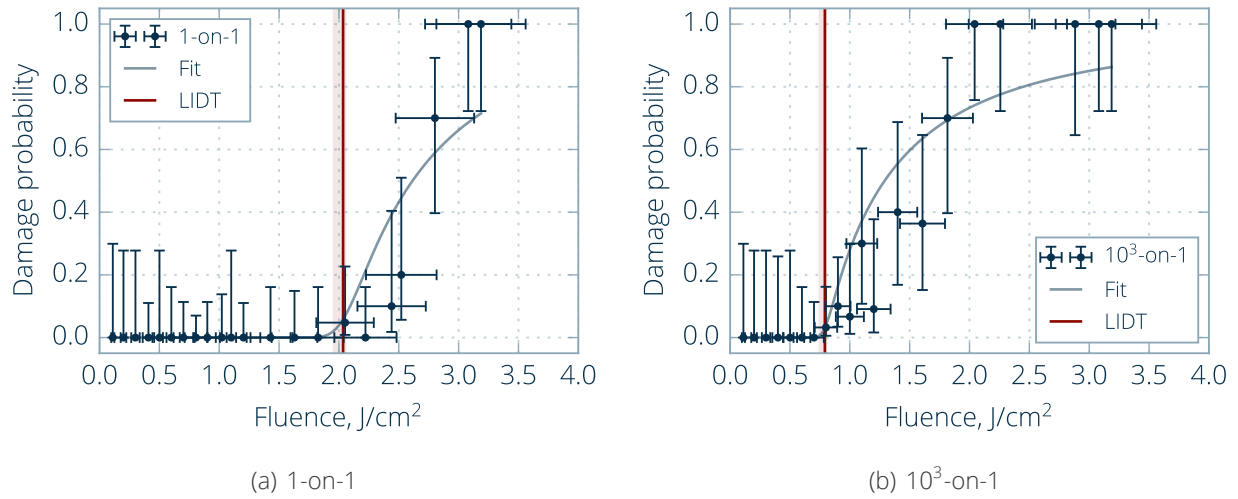 1.0
0.8
0.6
0.4
0.2
0.0
Damage probability
1-on-1
Fit
LIDT
0.0 0.5 1.0 1.5 2.0 2.5 3.0 3.5 4.0
Fluence, J/cm²
(a) 1-on-1
1.0
0.8
0.6
0.4
0.2
0.0
Damage probability
10³-on-1
Fit
LIDT
0.0 0.5 1.0 1.5 2.0 2.5 3.0 3.5 4.0
Fluence, J/cm²
(b) 10³-on-1